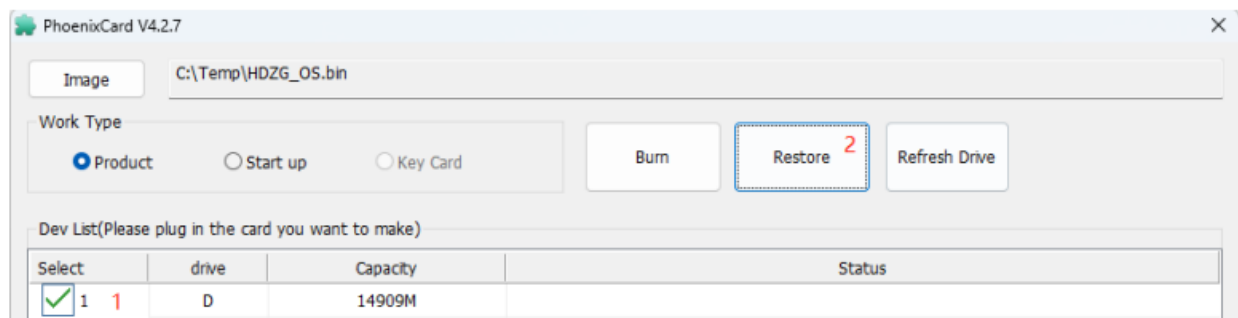 PhoenixCard V4.2.7
Image C:\Temp\HDZG_OS.bin
Work Type
Product Start up Key Card Burn Restore 2 Refresh Drive
Dev List(Please plug in the card you want to make)
Select drive Capacity Status
1 1 D 14909M